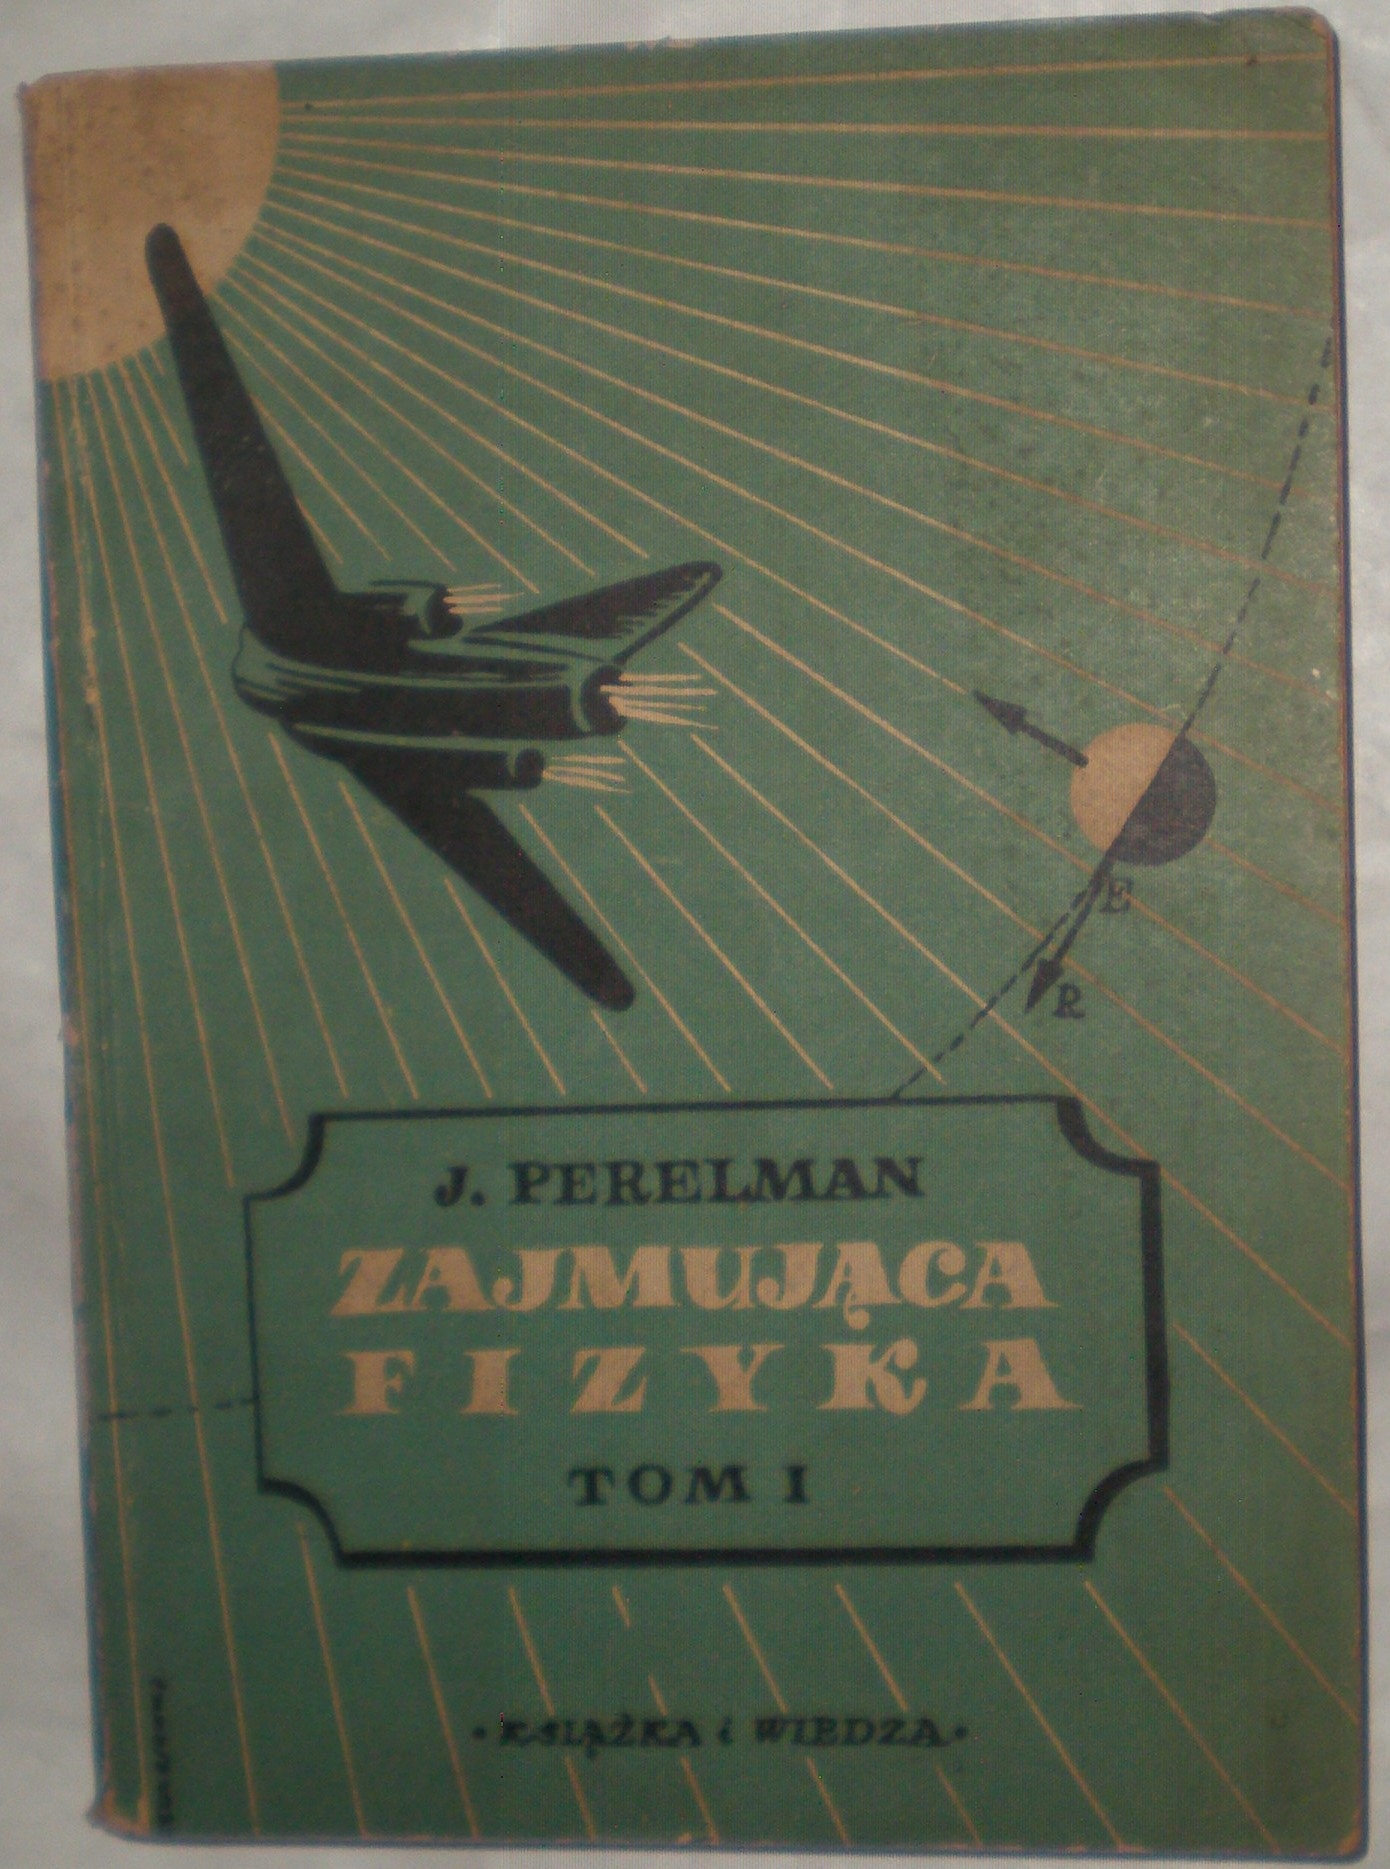 E
R
J. PERELMAN
ZAJMUJĄCA
FIZYKA
TOM I
• KSIĄŻKA i WIEDZA •